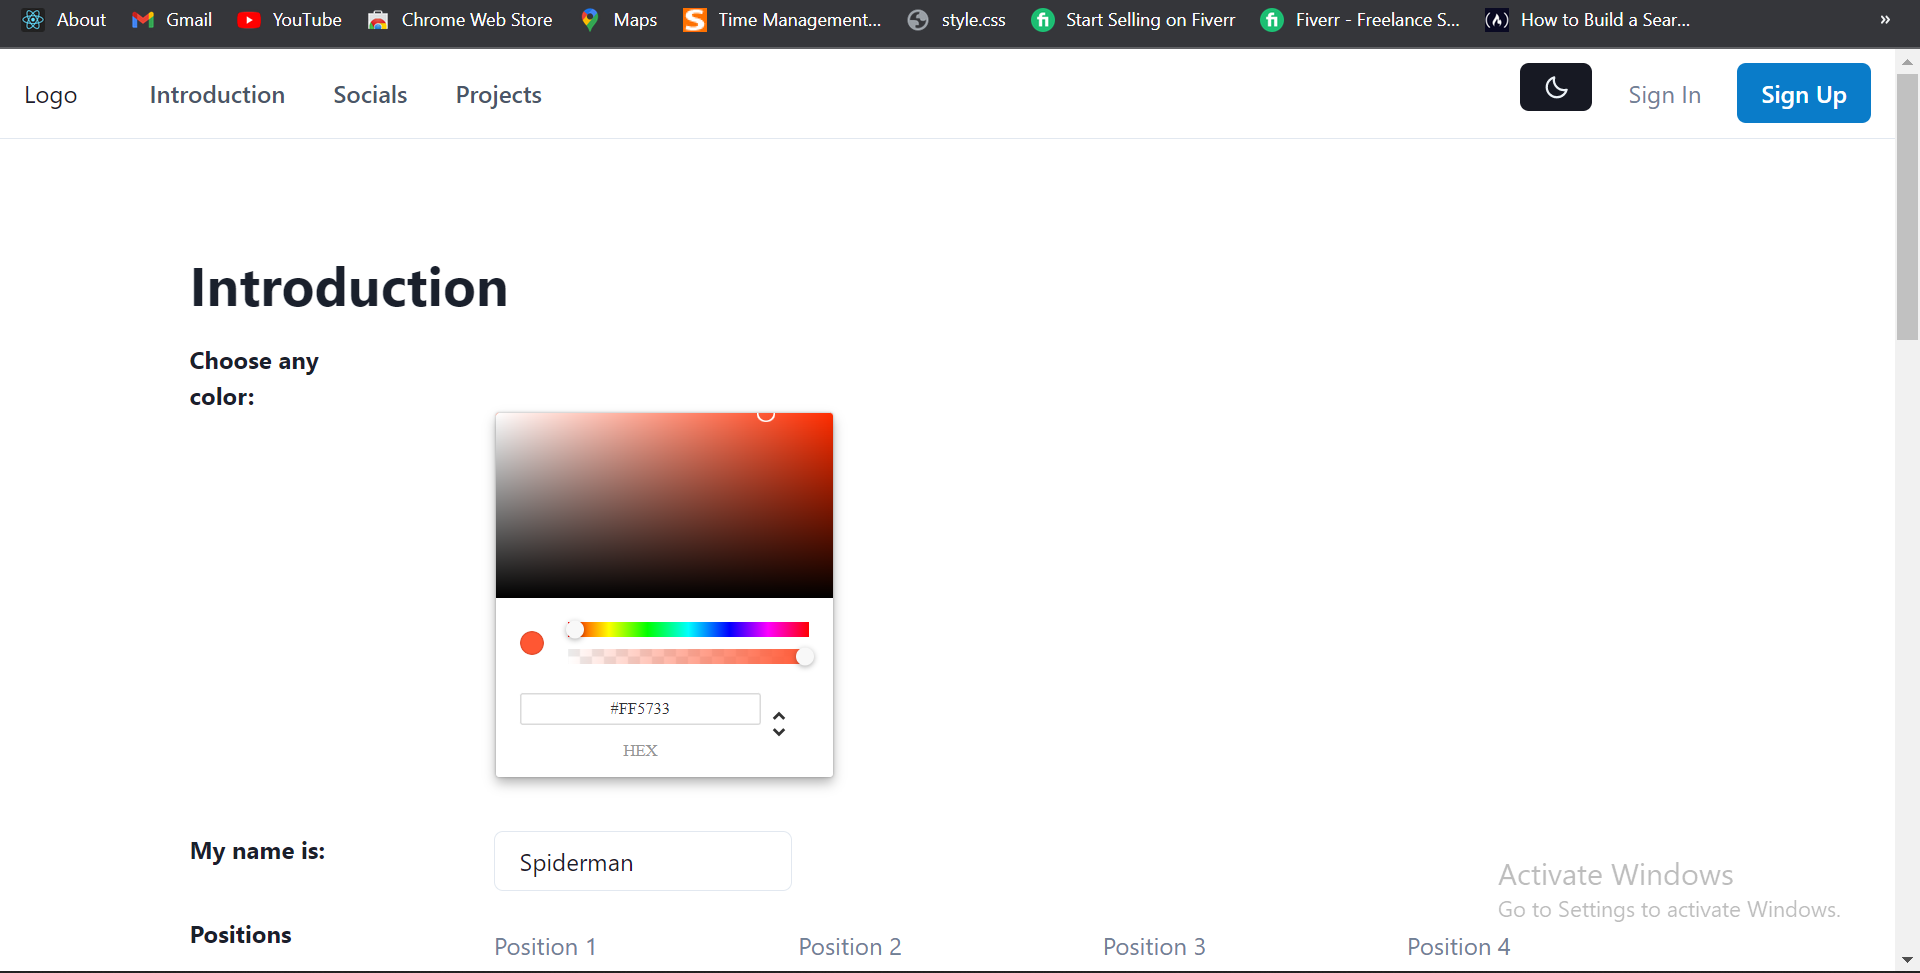 About Gmail YouTube Chrome Web Store Maps Time Management... style.css Start Selling on Fiverr Fiverr - Freelance S... How to Build a Sear... »
Logo Introduction Socials Projects Sign In Sign Up
Introduction
Choose any
color:
#FF5733
HEX
My name is: Spiderman
Activate Windows
Go to Settings to activate Windows.
Positions
Position 1 Position 2 Position 3 Position 4